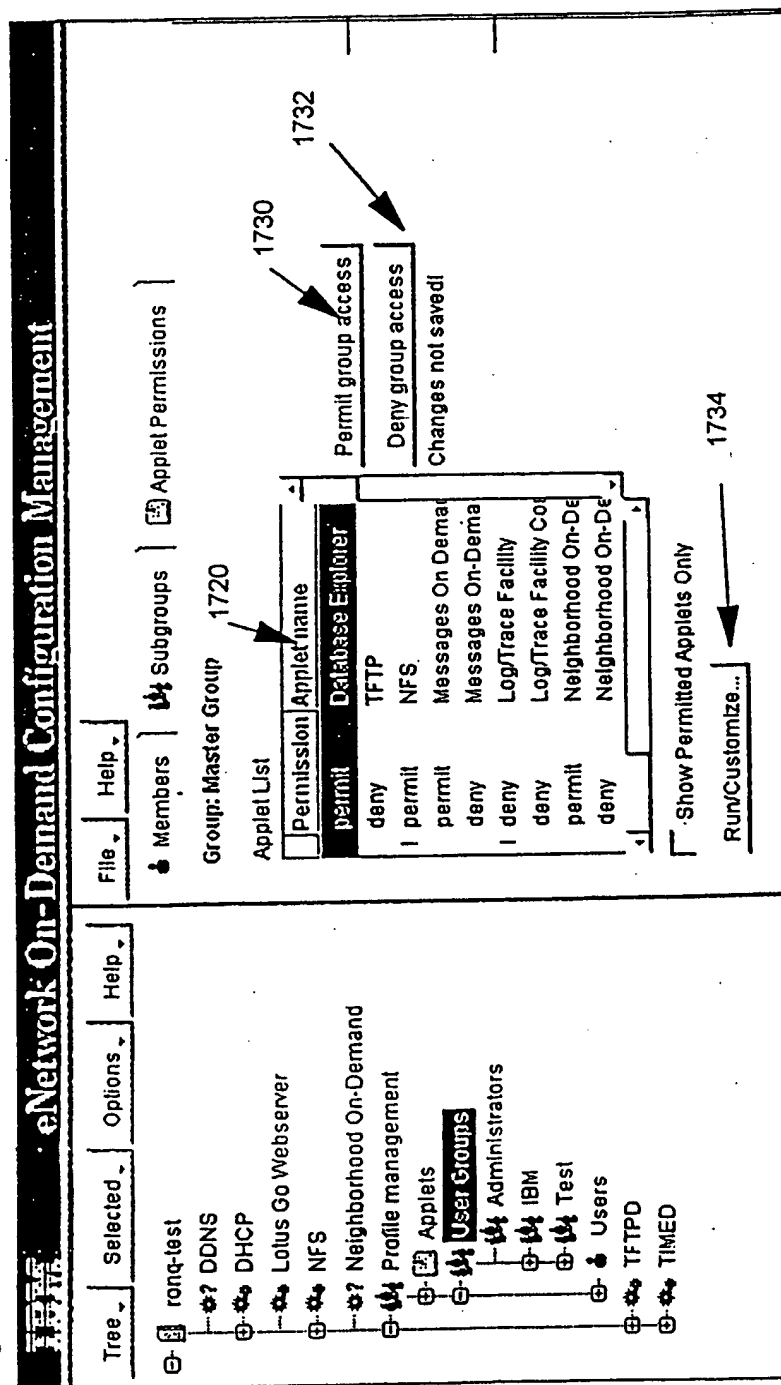 IBM eNetwork On-Demand Configuration Management
Tree Selected Options Help
ronq-test
? DDNS
DHCP
Lotus Go Webserver
NFS
? Neighborhood On-Demand
Profile management
Applets
User Groups
Administrators
IBM
Test
Users
TFTPD
TIMED
File Help
Members Subgroups Applet Permissions
Group: Master Group
Applet List
1720
Permission Applet name
permit Database Explorer
deny TFTP
permit NFS
permit Messages On Demand
deny Messages On-Dema
deny Log/Trace Facility
deny Log/Trace Facility Co
permit Neighborhood On-De
deny Neighborhood On-De
Show Permitted Applets Only
Run/Customize...
1730
Permit group access
1732
Deny group access
Changes not saved!
1734